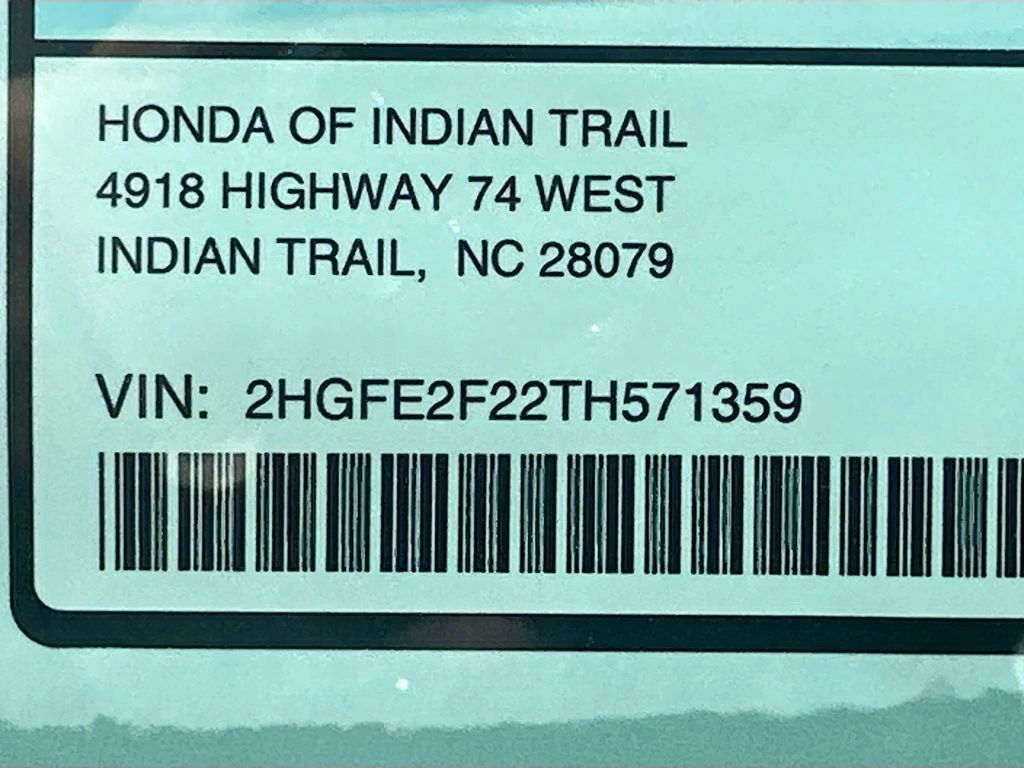 HONDA OF INDIAN TRAIL
4918 HIGHWAY 74 WEST
INDIAN TRAIL, NC 28079
VIN: 2HGFE2F22TH571359